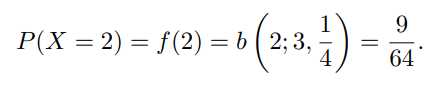 P(X = 2) = f(2) = b(2; 3, 1/4) = 9/64.